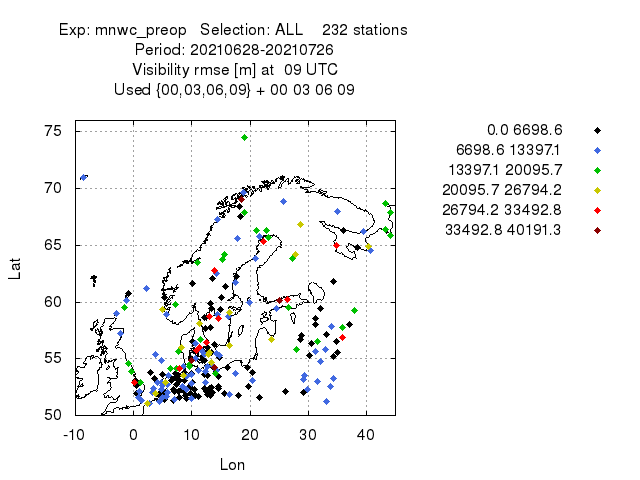 Exp: mnwc_preop   Selection: ALL    232 stations
Period: 20210628-20210726
Visibility rmse [m] at  09 UTC
Used {00,03,06,09} + 00 03 06 09
0.0 6698.6
6698.6 13397.1
13397.1 20095.7
20095.7 26794.2
26794.2 33492.8
33492.8 40191.3
Lat
75
70
65
60
55
50
-10 0 10 20 30 40
Lon